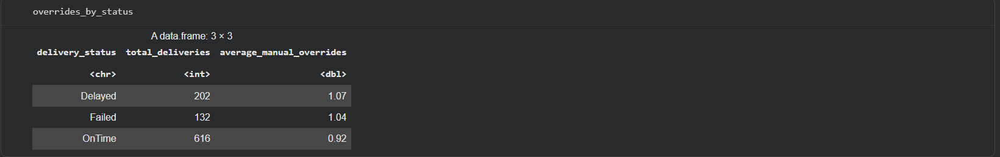 overrides_by_status
A data.frame: 3 × 3
delivery_status total_deliveries average_manual_overrides
<chr> <int> <dbl>
Delayed 202 1.07
Failed 132 1.04
OnTime 616 0.92